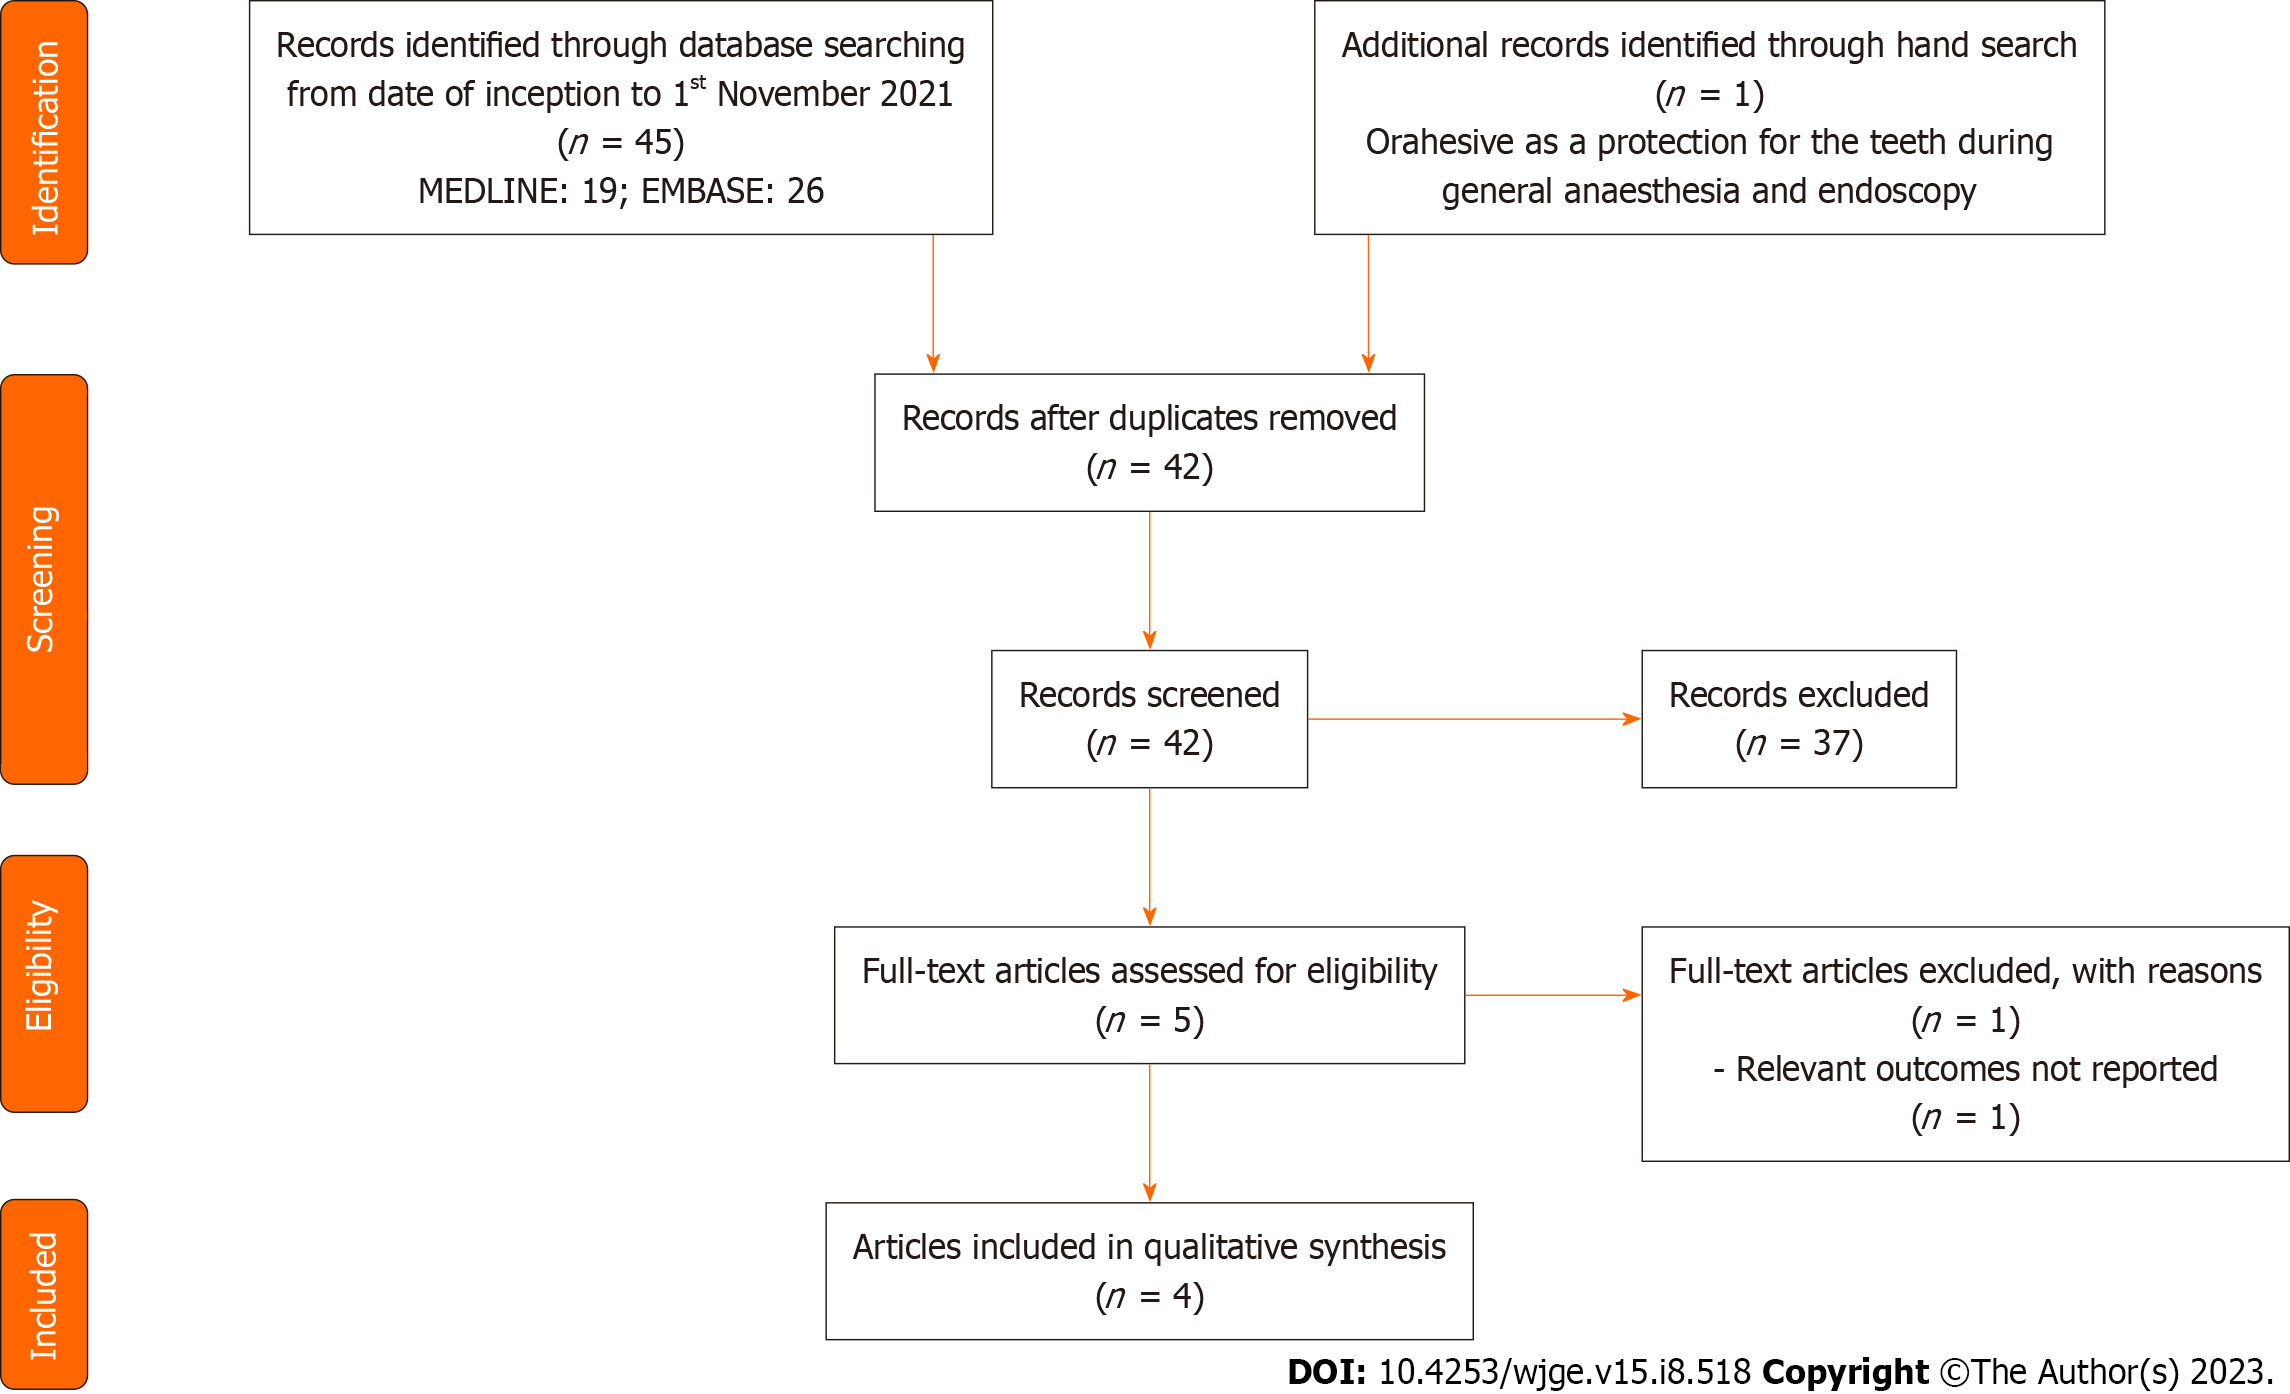 Identification
Records identified through database searching
from date of inception to 1st November 2021
(n = 45)
MEDLINE: 19; EMBASE: 26
Additional records identified through hand search
(n = 1)
Orahesive as a protection for the teeth during
general anaesthesia and endoscopy
Screening
Records after duplicates removed
(n = 42)
Records screened
(n = 42)
Records excluded
(n = 37)
Eligibility
Full-text articles assessed for eligibility
(n = 5)
Full-text articles excluded, with reasons
(n = 1)
- Relevant outcomes not reported
(n = 1)
Included
Articles included in qualitative synthesis
(n = 4)
DOI: 10.4253/wjge.v15.i8.518 Copyright ©The Author(s) 2023.